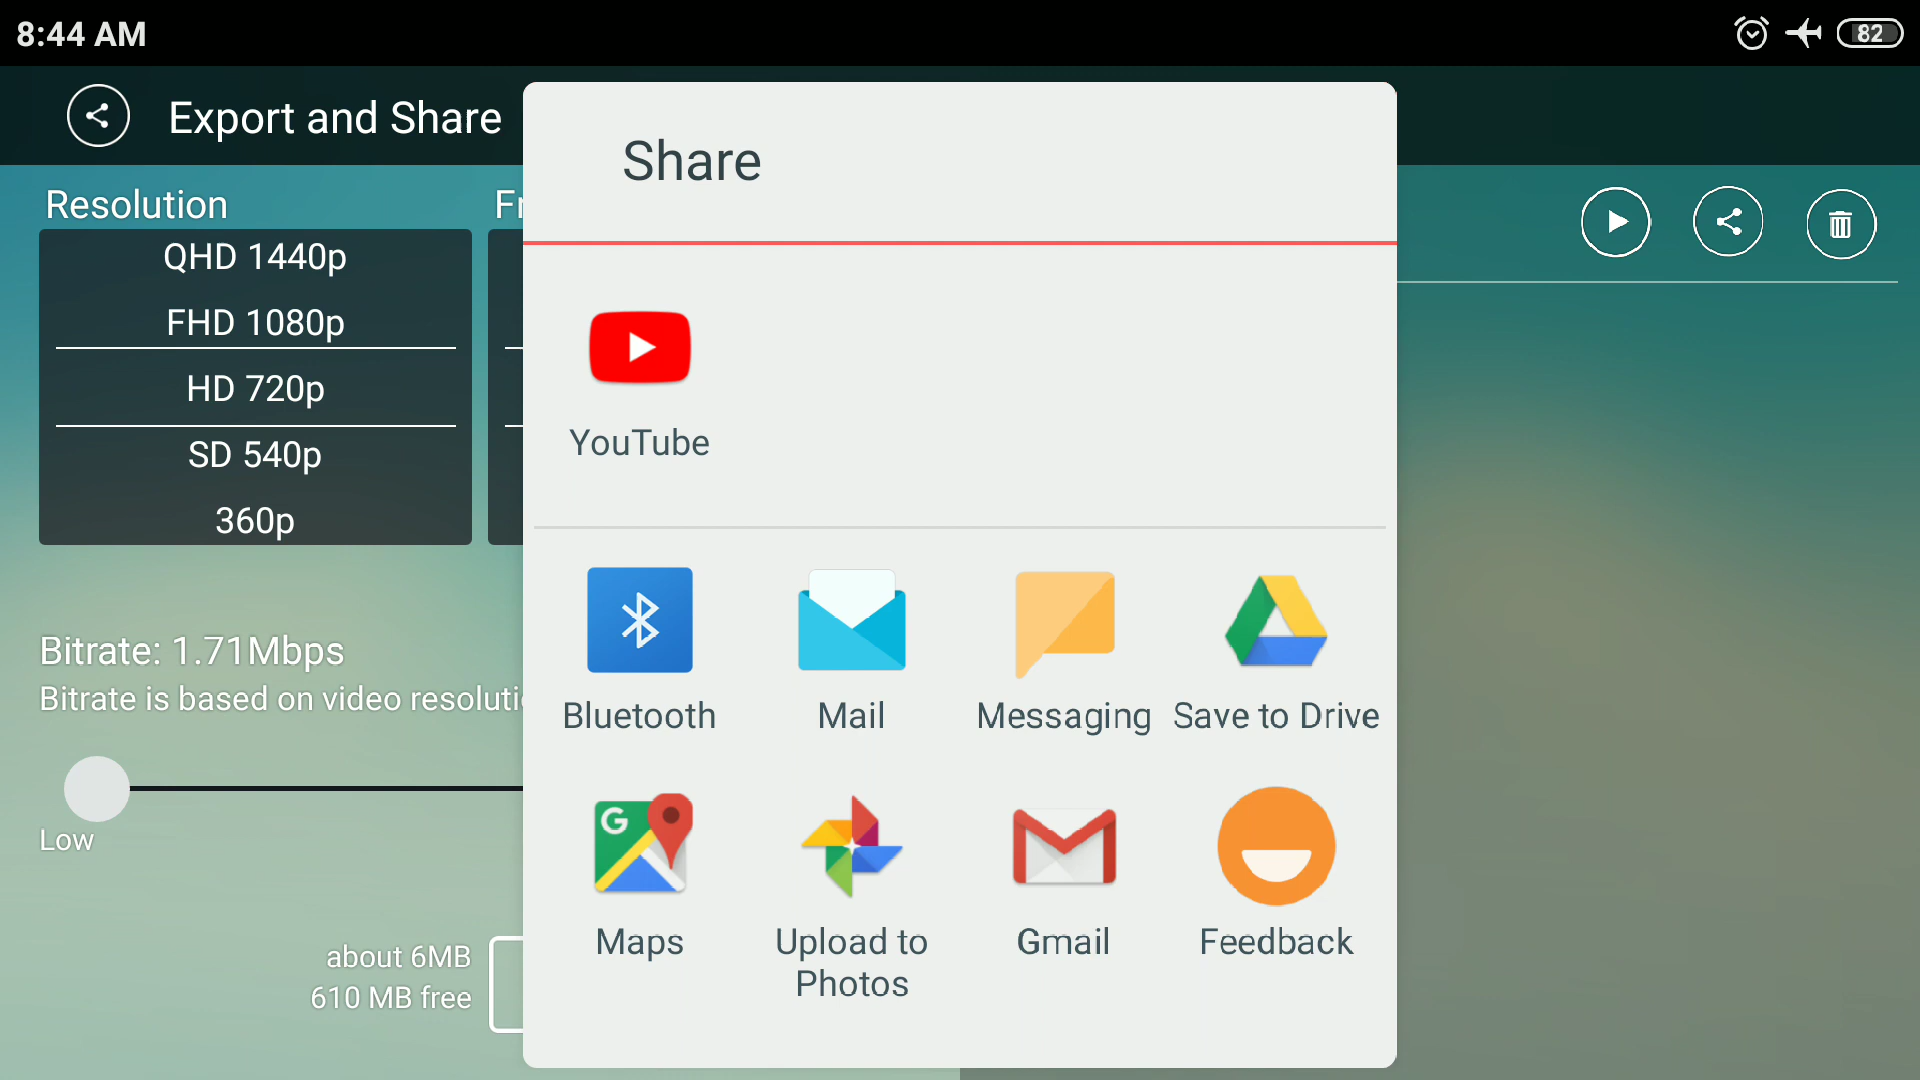 8:44 AM
82
Export and Share
Share
Resolution
Fr
QHD 1440p
FHD 1080p
HD 720p
SD 540p
360p
YouTube
Bitrate: 1.71Mbps
Bitrate is based on video resoluti
Bluetooth
Mail
Messaging
Save to Drive
Low
G
Maps
Upload to
Photos
Gmail
Feedback
about 6MB
610 MB free